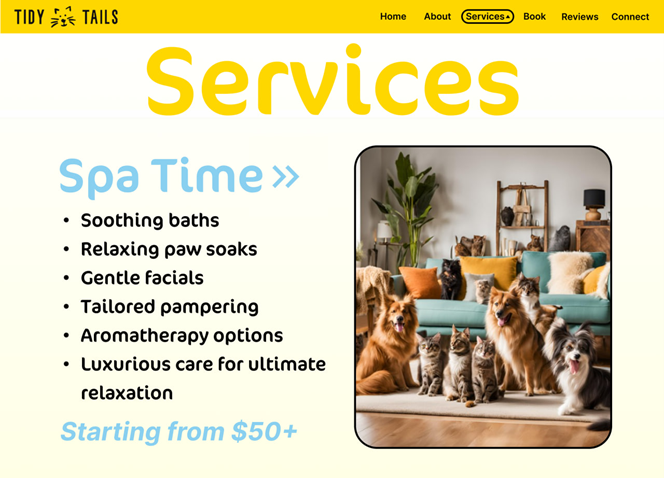 TIDY TAILS
Home About Services Book Reviews Connect
Services
Spa Time »
• Soothing baths
• Relaxing paw soaks
• Gentle facials
• Tailored pampering
• Aromatherapy options
• Luxurious care for ultimate
relaxation
Starting from $50+